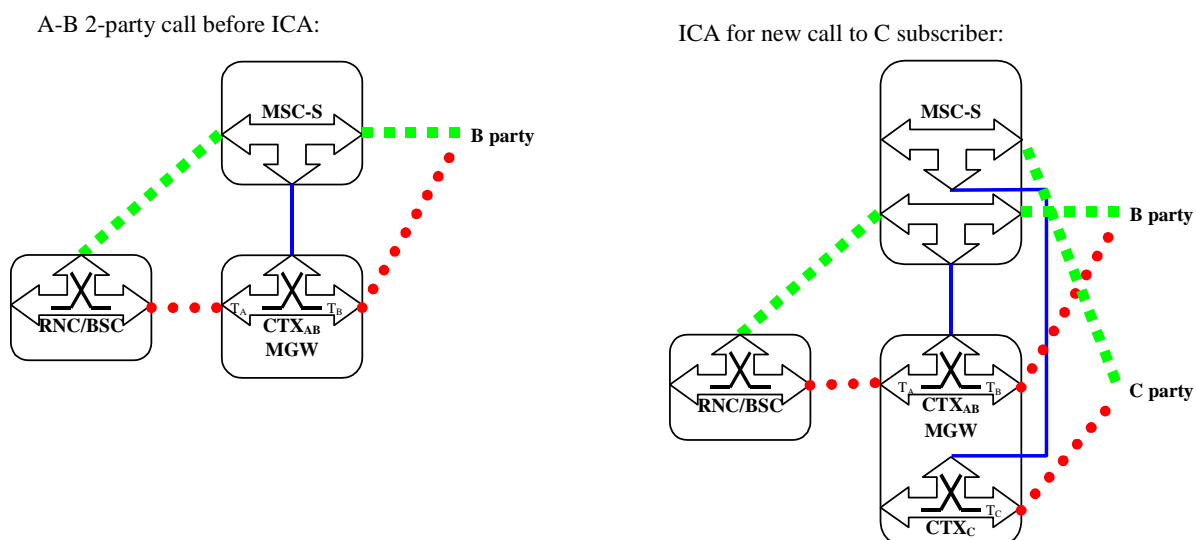 A-B 2-party call before ICA:
MSC-S
B party
RNC/BSC
TA TB
CTXAB
MGW
ICA for new call to C subscriber:
MSC-S
B party
C party
RNC/BSC
TA TB
CTXAB
MGW
TC
CTXC